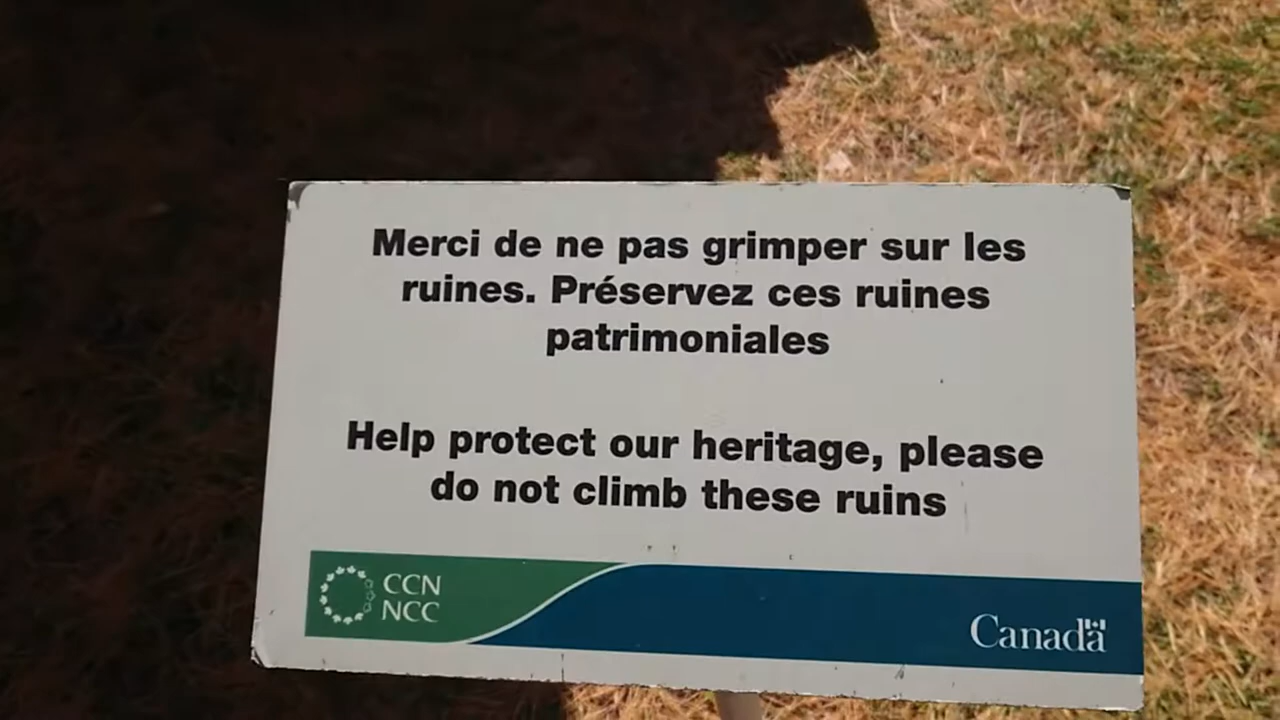 Merci de ne pas grimper sur les
ruines. Préservez ces ruines
patrimoniales
Help protect our heritage, please
do not climb these ruins
CCN
NCC
Canada